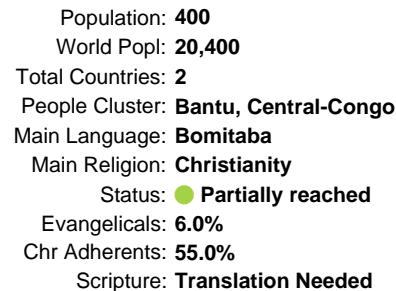 Population: 400
World Popl: 20,400
Total Countries: 2
People Cluster: Bantu, Central-Congo
Main Language: Bomitaba
Main Religion: Christianity
Status: Partially reached
Evangelicals: 6.0%
Chr Adherents: 55.0%
Scripture: Translation Needed